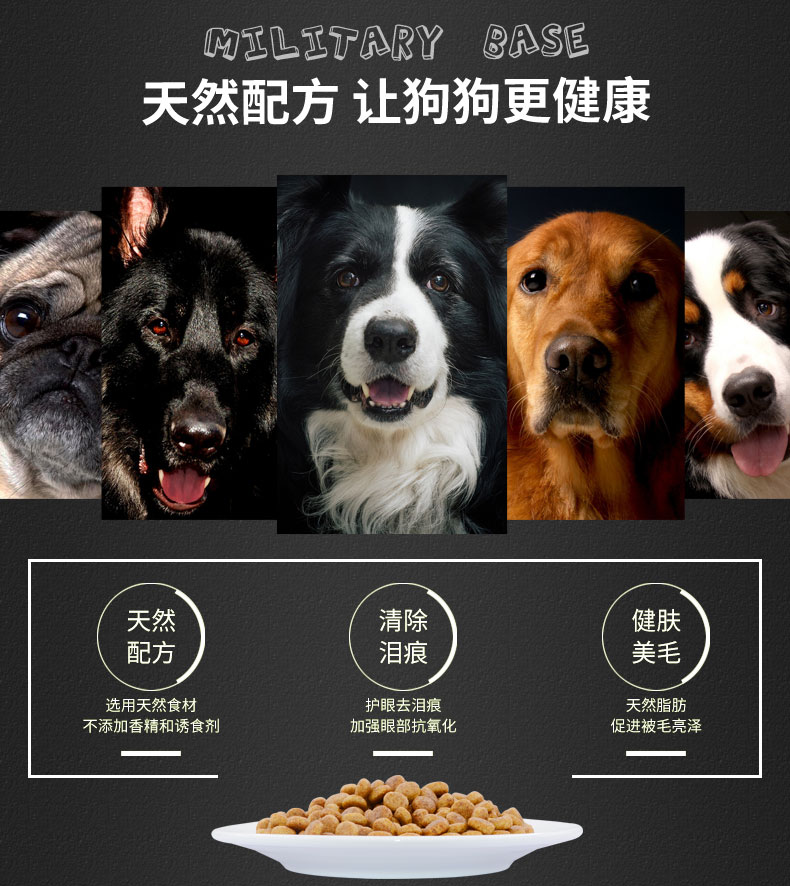 MILITARY BASE
天然配方 让狗狗更健康
天然
配方
选用天然食材
不添加香精和诱食剂
清除
泪痕
护眼去泪痕
加强眼部抗氧化
健肤
美毛
天然脂肪
促进被毛亮泽